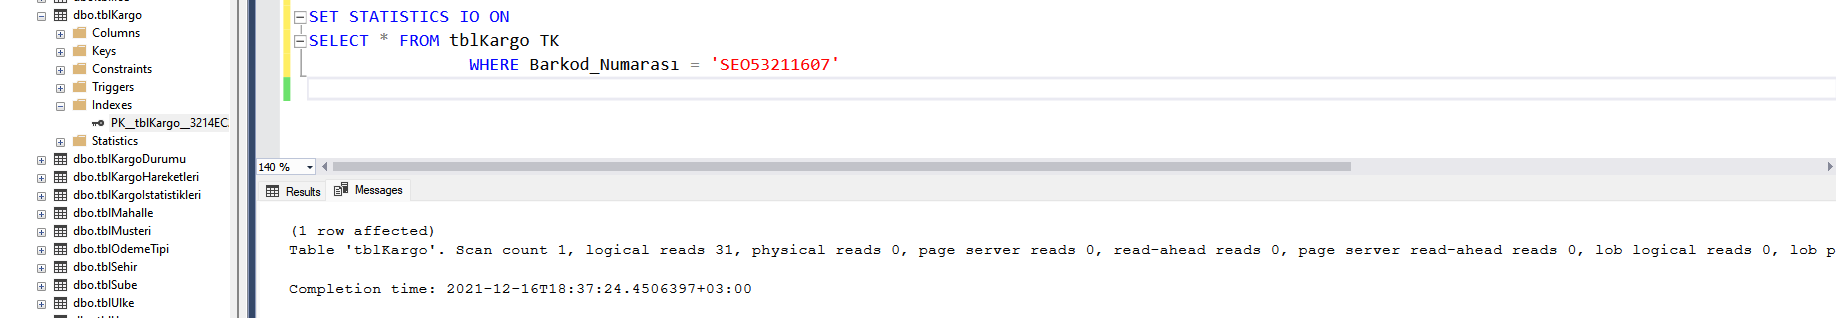 dbo.tblKargo
Columns
Keys
Constraints
Triggers
Indexes
PK__tblKargo__3214EC
Statistics
dbo.tblKargoDurumu
dbo.tblKargoHareketleri
dbo.tblKargoIstatistikleri
dbo.tblMahalle
dbo.tblMusteri
dbo.tblOdemeTipi
dbo.tblSehir
dbo.tblSube
dbo.tblUlke
SET STATISTICS IO ON
SELECT * FROM tblKargo TK
WHERE Barkod_Numarası = 'SEO53211607'
140 %
Results
Messages
(1 row affected)
Table 'tblKargo'. Scan count 1, logical reads 31, physical reads 0, page server reads 0, read-ahead reads 0, page server read-ahead reads 0, lob logical reads 0, lob p
Completion time: 2021-12-16T18:37:24.4506397+03:00